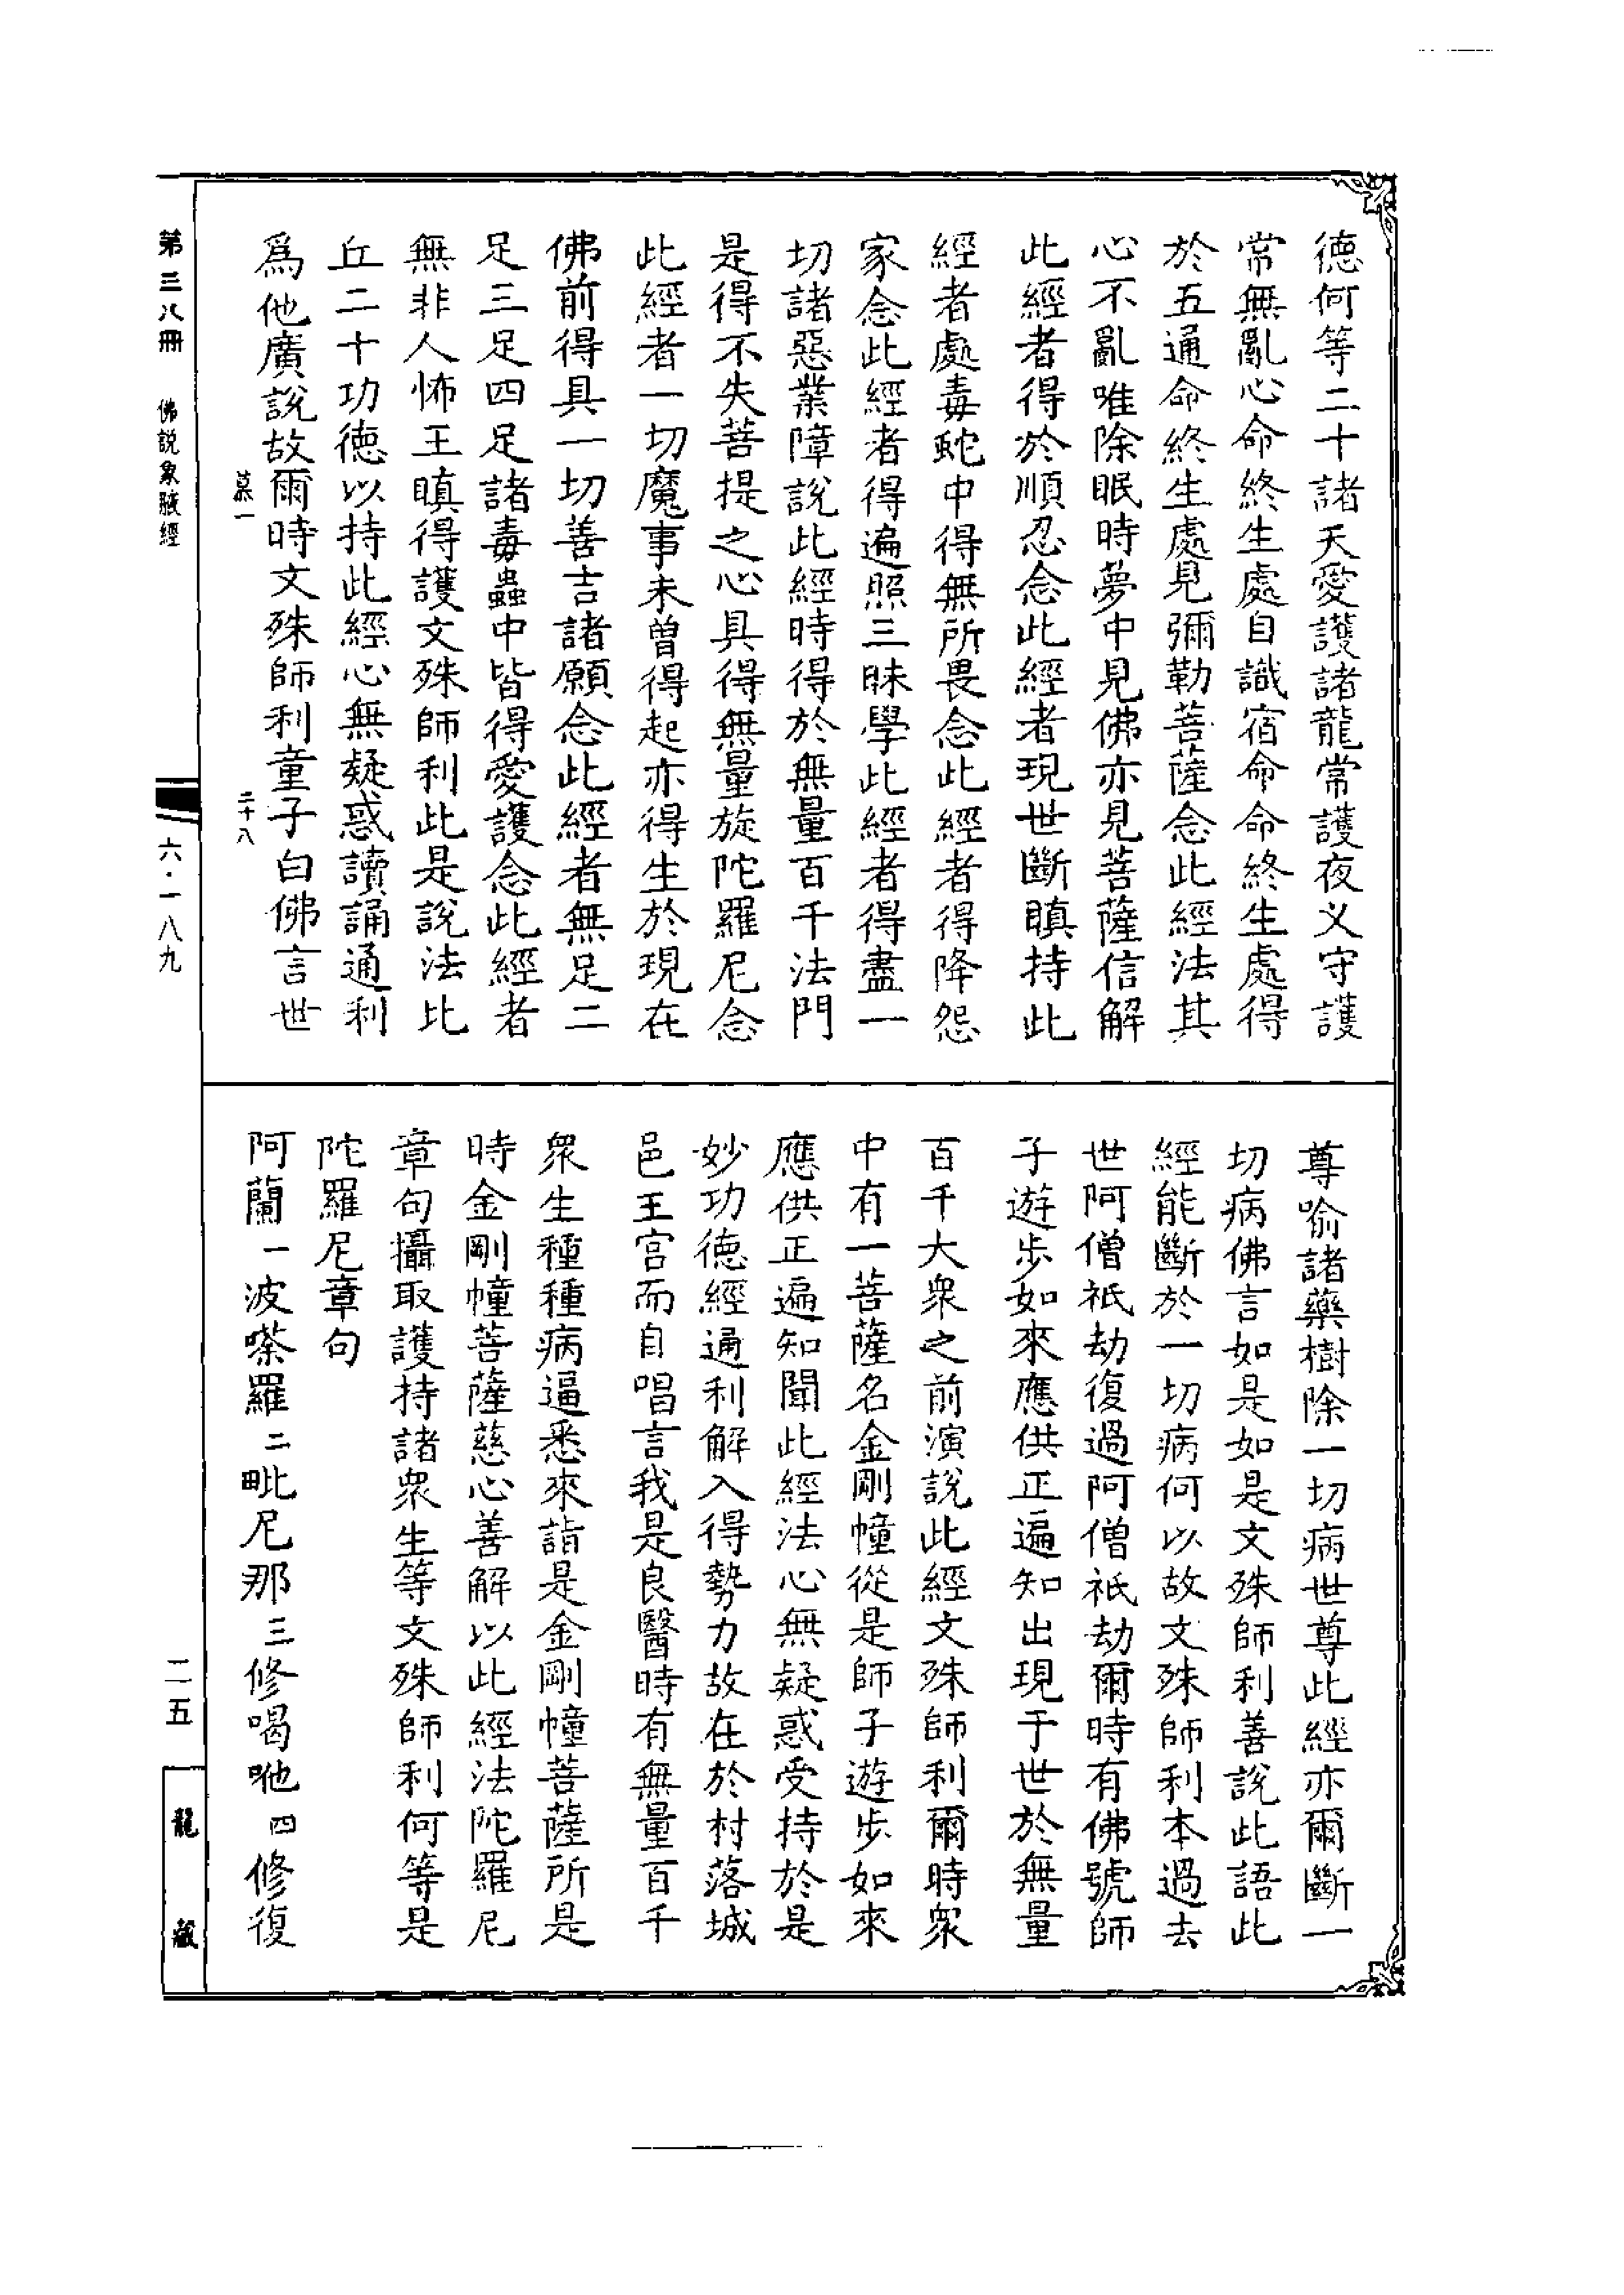 德何等二十諸天愛護諸龍常護夜义守護
常無亂心命終生處自識宿命命終生處得
於五通命終生處見彌勒菩薩念此經法其
心不亂唯除眠時夢中見佛亦見菩薩信解
此經者得於順忍念此經者現世斷瞋持此
經者處毒蛇中得無所畏念此經者得降怨
家念此經者得遍照三昧學此經者得盡一
切諸惡業障說此經時得於無量百千法門
是得不失菩提之心具得無量旋陀羅尼念
此經者一切魔事未曾得起亦得生於現在
佛前得具一切善吉諸願念此經者無足二
足三足四足諸毒蟲中皆得愛護念此經者
無非人怖王瞋得護文殊師利此是說法比
丘二十功德以持此經心無疑惑讀誦通利
爲他廣說故爾時文殊師利童子白佛言世
慕一
二十八
尊喻諸藥樹除一切病世尊此經亦爾斷一
切病佛言如是如是文殊師利善說此語此
經能斷於一切病何以故文殊師利本過去
世阿僧祇劫復過阿僧祇劫爾時有佛號師
子遊步如來應供正遍知出現于世於無量
百千大衆之前演說此經文殊師利爾時衆
中有一菩薩名金剛幢從是師子遊步如來
應供正遍知聞此經法心無疑惑受持於是
妙功德經通利解入得勢力故在於村落城
邑王宮而自唱言我是良醫時有無量百千
衆生種種病逼悉來詣是金剛幢菩薩所是
時金剛幢菩薩慈心善解以此經法陀羅尼
章句攝取護持諸衆生等文殊師利何等是
陀羅尼章句
阿蘭一波嗏羅二毗尼那三修喝吔四修復
第三八冊 佛說象腋經
六·一八九
二五
龍藏